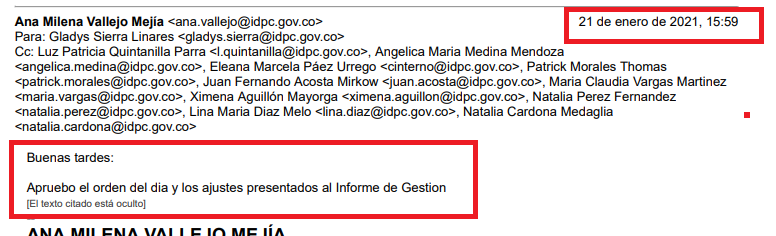 Ana Milena Vallejo Mejía <ana.vallejo@idpc.gov.co> 21 de enero de 2021, 15:59
Para: Gladys Sierra Linares <gladys.sierra@idpc.gov.co>
Cc: Luz Patricia Quintanilla Parra <l.quintanilla@idpc.gov.co>, Angelica Maria Medina Mendoza
<angelica.medina@idpc.gov.co>, Eleana Marcela Páez Urrego <cinterno@idpc.gov.co>, Patrick Morales Thomas
<patrick.morales@idpc.gov.co>, Juan Fernando Acosta Mirkow <juan.acosta@idpc.gov.co>, Maria Claudia Vargas Martinez
<maria.vargas@idpc.gov.co>, Ximena Aguillón Mayorga <ximena.aguillon@idpc.gov.co>, Natalia Perez Fernandez
<natalia.perez@idpc.gov.co>, Lina Maria Diaz Melo <lina.diaz@idpc.gov.co>, Natalia Cardona Medaglia
<natalia.cardona@idpc.gov.co>
Buenas tardes:
Apruebo el orden del dia y los ajustes presentados al Informe de Gestion
[El texto citado está oculto]
ANA MILENA VALLEJO MEJÍA